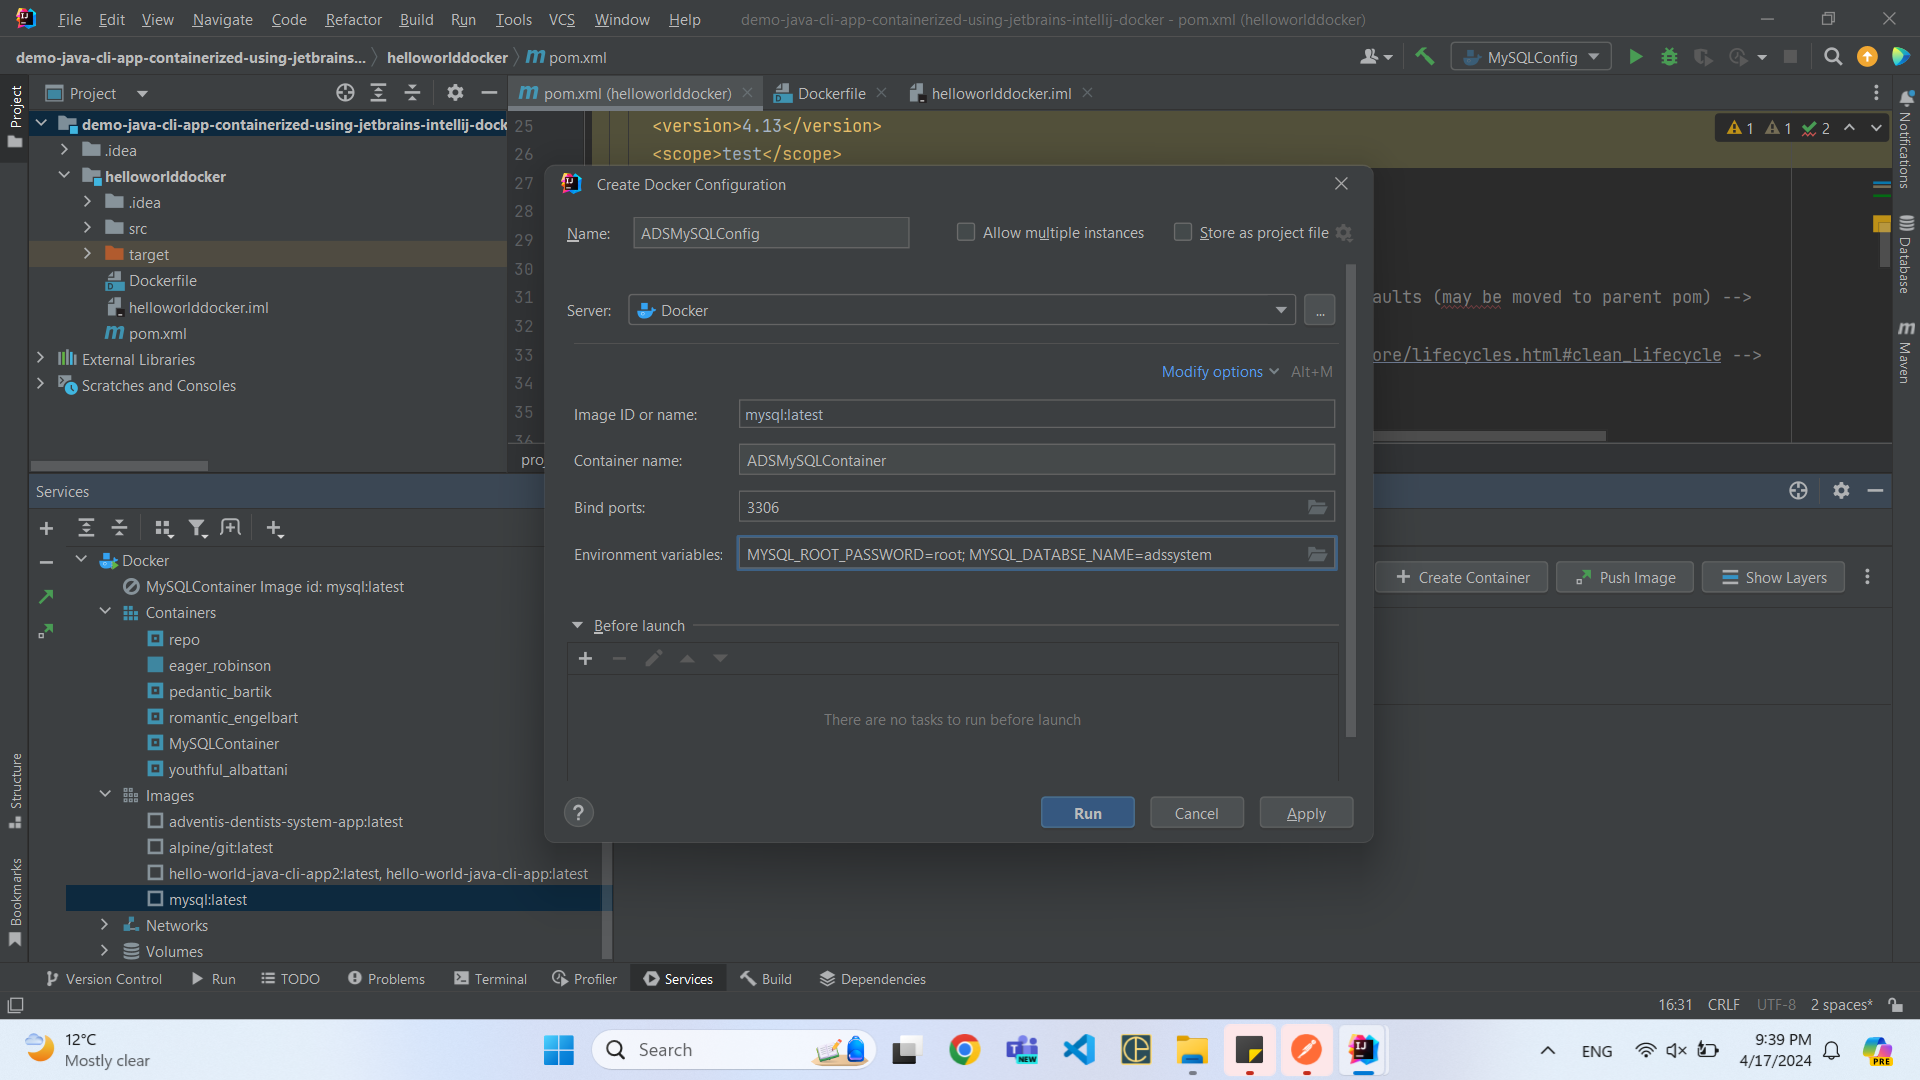 File Edit View Navigate Code Refactor Build Run Tools VCS Window Help demo-java-cli-app-containerized-using-jetbrains-intellij-docker - pom.xml (helloworlddocker)
demo-java-cli-app-containerized-using-jetbrains... helloworlddocker m pom.xml MySQLConfig
Project pom.xml (helloworlddocker) Dockerfile helloworlddocker.iml
demo-java-cli-app-containerized-using-jetbrains-intellij-dock
.idea
helloworlddocker
.idea
src
target
Dockerfile
helloworlddocker.iml
pom.xml
External Libraries
Scratches and Consoles
25 <version>4.13</version>
26 <scope>test</scope>
1 1 2
27
28
29
30
31 aults (may be moved to parent pom) -->
32
33 ore/lifecycles.html#clean_Lifecycle -->
34
35
36
proj
Create Docker Configuration
Name: ADSMySQLConfig Allow multiple instances Store as project file
Server: Docker ...
Modify options Alt+M
Image ID or name: mysql:latest
Container name: ADSMySQLContainer
Bind ports: 3306
Environment variables: MYSQL_ROOT_PASSWORD=root; MYSQL_DATABSE_NAME=adssystem
Before launch
There are no tasks to run before launch
? Run Cancel Apply
Services
Docker
MySQLContainer Image id: mysql:latest
Containers
repo
eager_robinson
pedantic_bartik
romantic_engelbart
MySQLContainer
youthful_albattani
Images
adventis-dentists-system-app:latest
alpine/git:latest
hello-world-java-cli-app2:latest, hello-world-java-cli-app:latest
mysql:latest
Networks
Volumes
Create Container Push Image Show Layers
Project
Structure
Bookmarks
Notifications
Database
Maven
Version Control Run TODO Problems Terminal Profiler Services Build Dependencies
16:31 CRLF UTF-8 2 spaces*
12°C
Mostly clear
Search
NEW
ENG
9:39 PM
4/17/2024
PRE